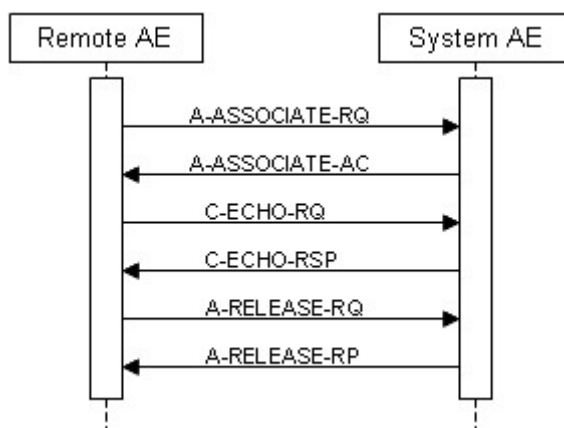 Remote AE
System AE
A-ASSOCIATE-RQ
A-ASSOCIATE-AC
C-ECHO-RQ
C-ECHO-RSP
A-RELEASE-RQ
A-RELEASE-RP